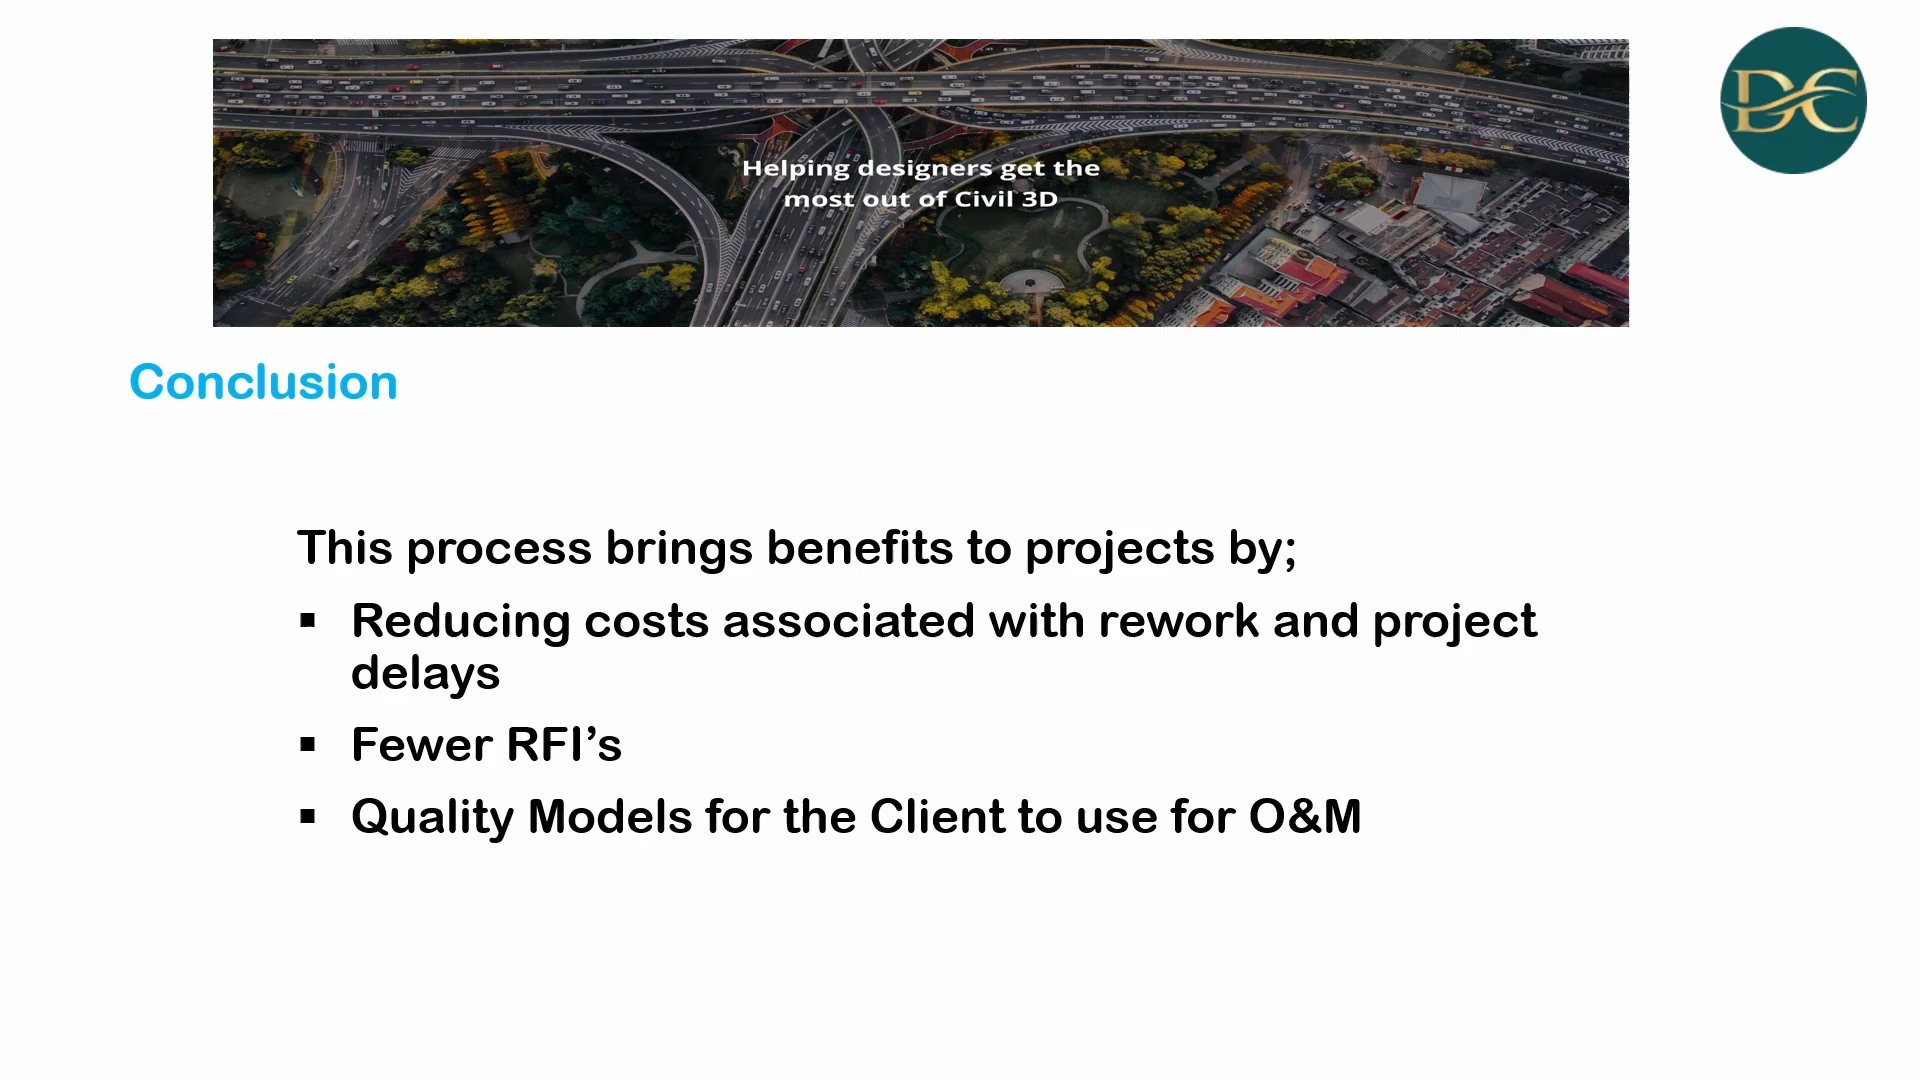 DC
Helping designers get the
most out of Civil 3D
Conclusion
This process brings benefits to projects by;
▪ Reducing costs associated with rework and project
delays
▪ Fewer RFI’s
▪ Quality Models for the Client to use for O&M